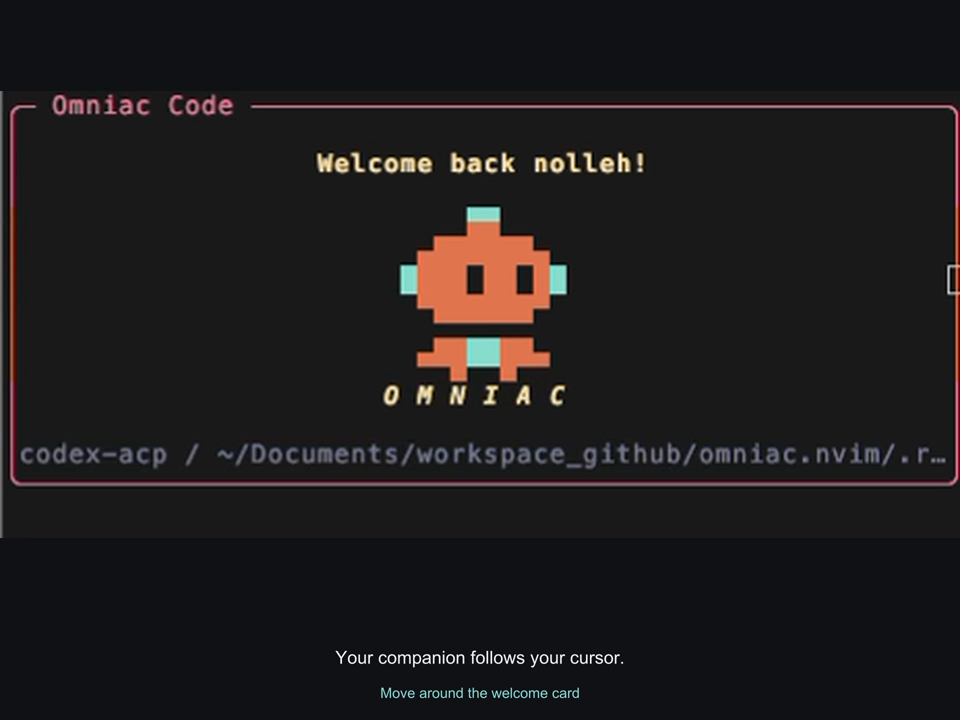 Omniac Code
Welcome back nolleh!
O M N I A C
codex-acp / ~/Documents/workspace_github/omniac.nvim/.r…
Your companion follows your cursor.
Move around the welcome card